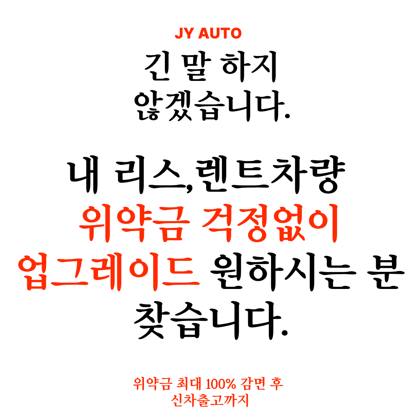 JY AUTO
긴 말 하지
않겠습니다.
내 리스,렌트차량
위약금 걱정없이
업그레이드 원하시는 분
찾습니다.
위약금 최대 100% 감면 후
신차출고까지